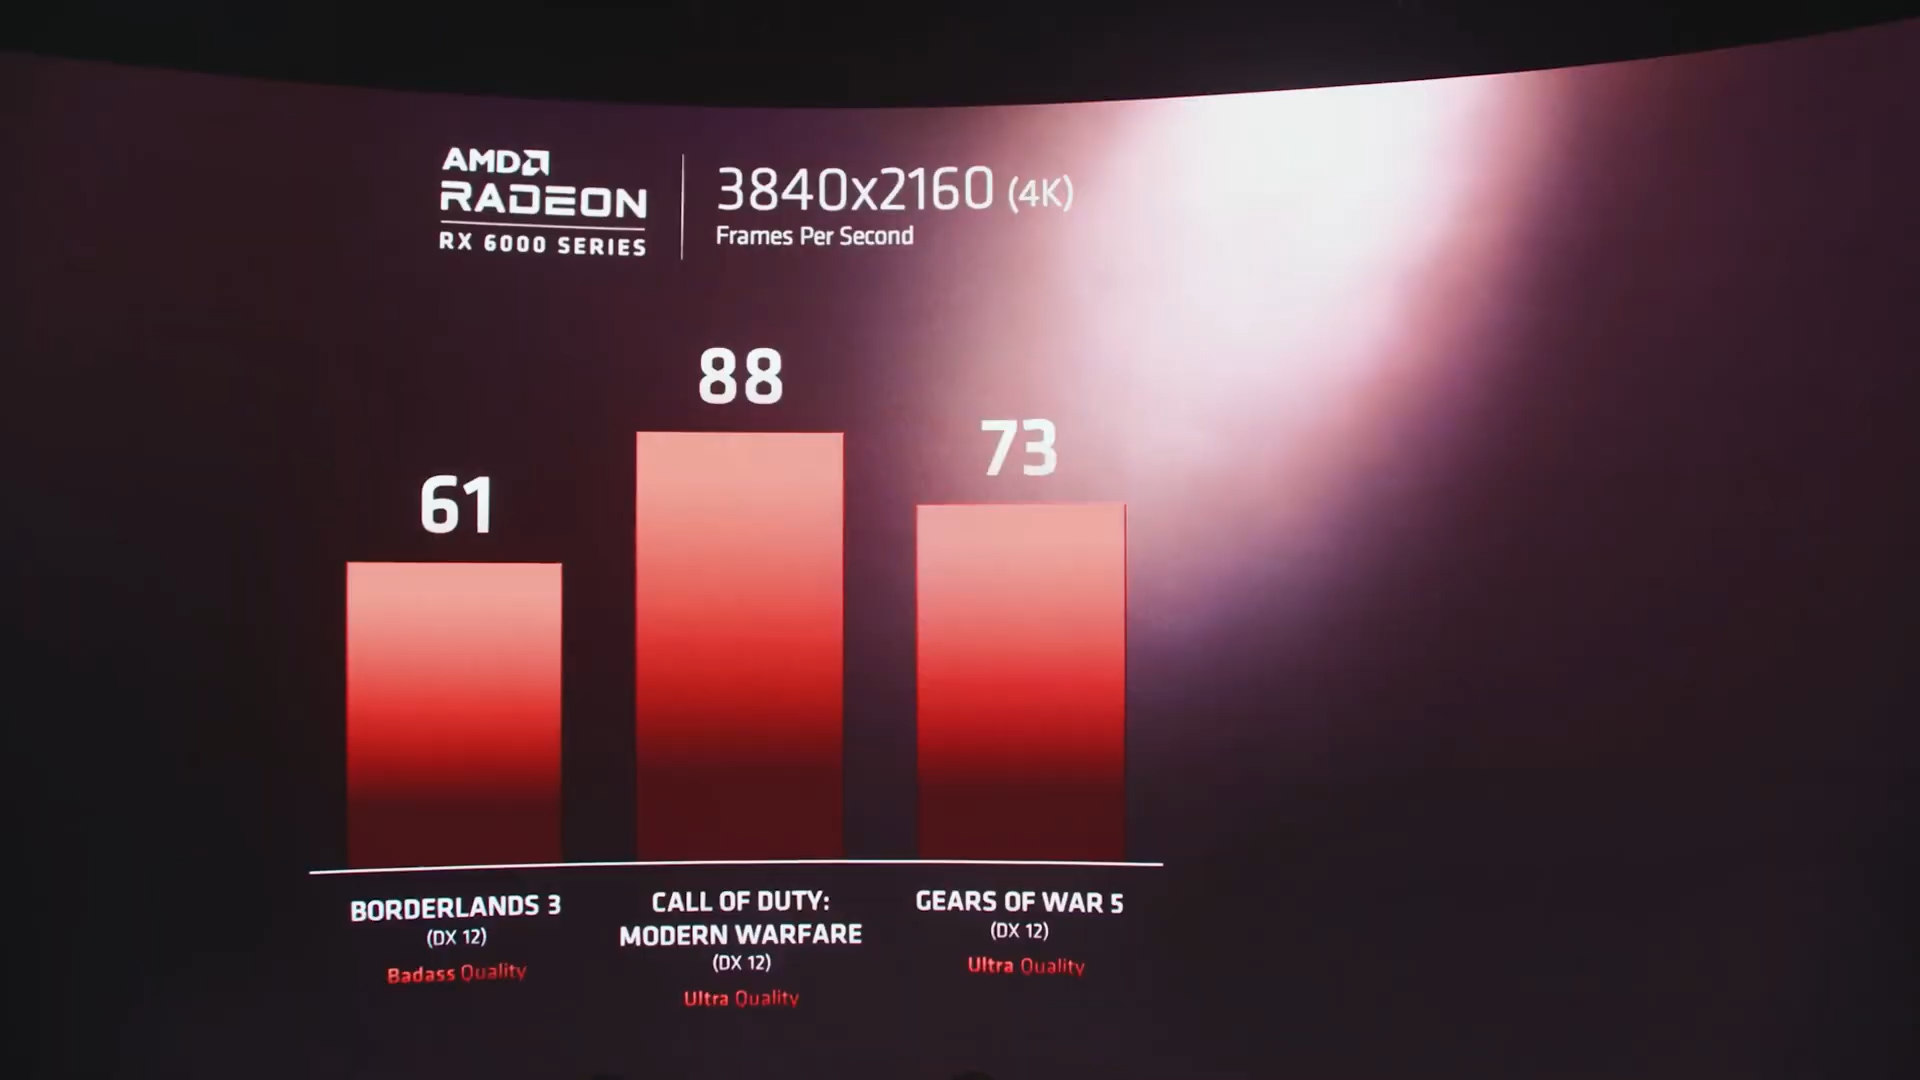 AMD
RADEON
RX 6000 SERIES
3840x2160 (4K)
Frames Per Second
61
88
73
BORDERLANDS 3
(DX 12)
Badass Quality
CALL OF DUTY:
MODERN WARFARE
(DX 12)
Ultra Quality
GEARS OF WAR 5
(DX 12)
Ultra Quality